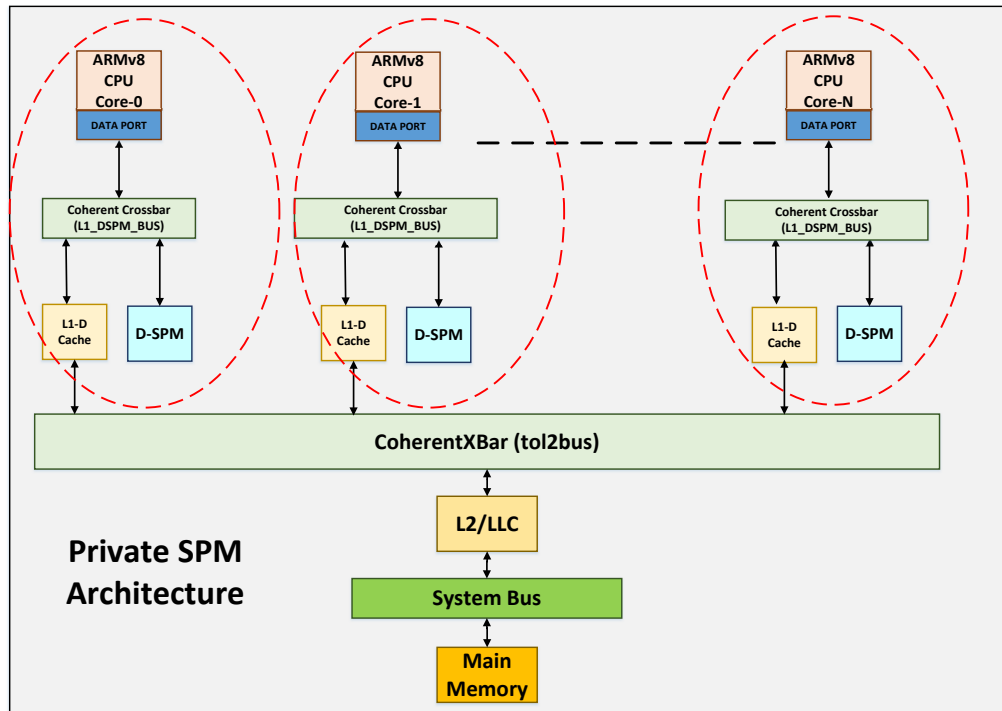 ARMv8
CPU
Core-0
DATA PORT
Coherent Crossbar
(L1_DSPM_BUS)
L1-D
Cache
D-SPM
ARMv8
CPU
Core-1
DATA PORT
Coherent Crossbar
(L1_DSPM_BUS)
L1-D
Cache
D-SPM
ARMv8
CPU
Core-N
DATA PORT
Coherent Crossbar
(L1_DSPM_BUS)
L1-D
Cache
D-SPM
CoherentXBar (tol2bus)
L2/LLC
Private SPM
Architecture
System Bus
Main
Memory